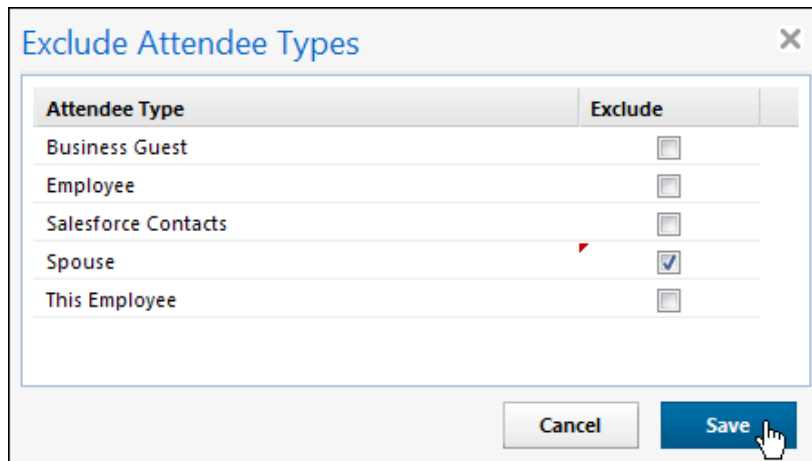 Exclude Attendee Types
Attendee Type Exclude
Business Guest
Employee
Salesforce Contacts
Spouse
This Employee
Cancel Save